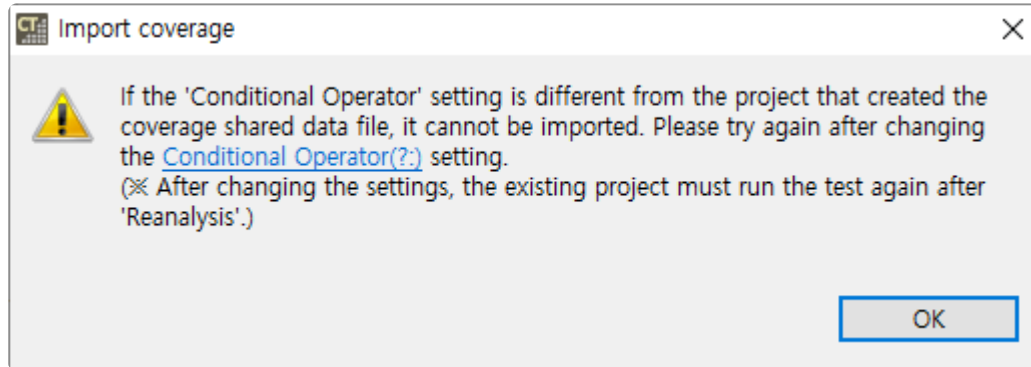 CT Import coverage
If the 'Conditional Operator' setting is different from the project that created the
coverage shared data file, it cannot be imported. Please try again after changing
the Conditional Operator(?:) setting.
(※ After changing the settings, the existing project must run the test again after
'Reanalysis'.)
OK